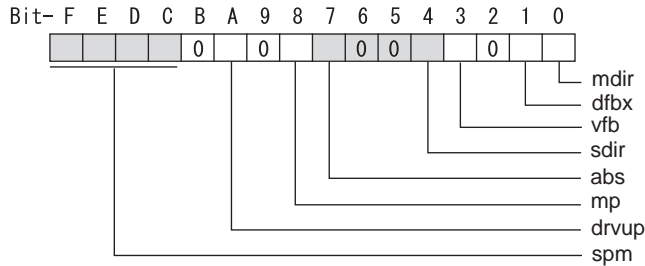 Bit- F E D C B A 9 8 7 6 5 4 3 2 1 0
0 0 0 0 0
mdir
dfbx
vfb
sdir
abs
mp
drvup
spm